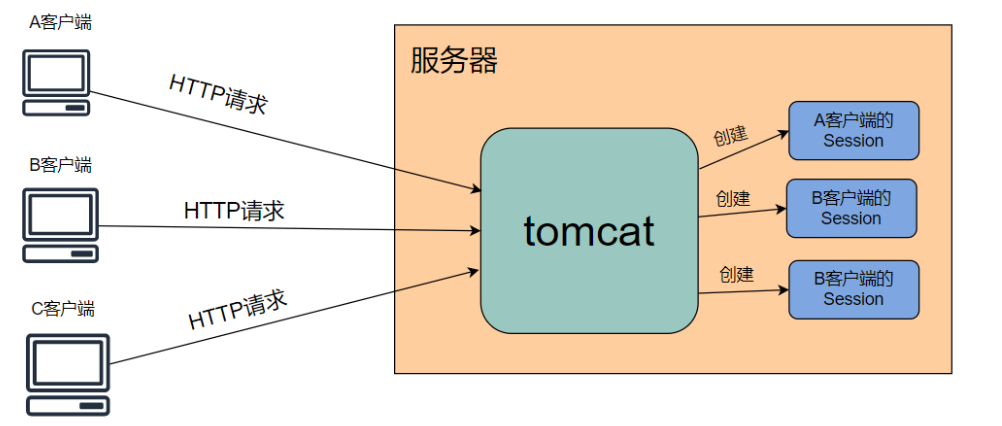 A客户端
HTTP请求
B客户端
HTTP请求
C客户端
HTTP请求
服务器
tomcat
创建
A客户端的
Session
创建
B客户端的
Session
创建
B客户端的
Session